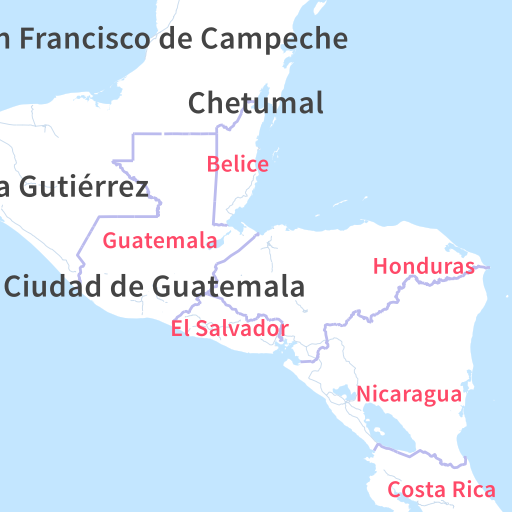 Francisco de Campeche
Chetumal
Belice
Gutiérrez
Guatemala
Honduras
Ciudad de Guatemala
El Salvador
Nicaragua
Costa Rica